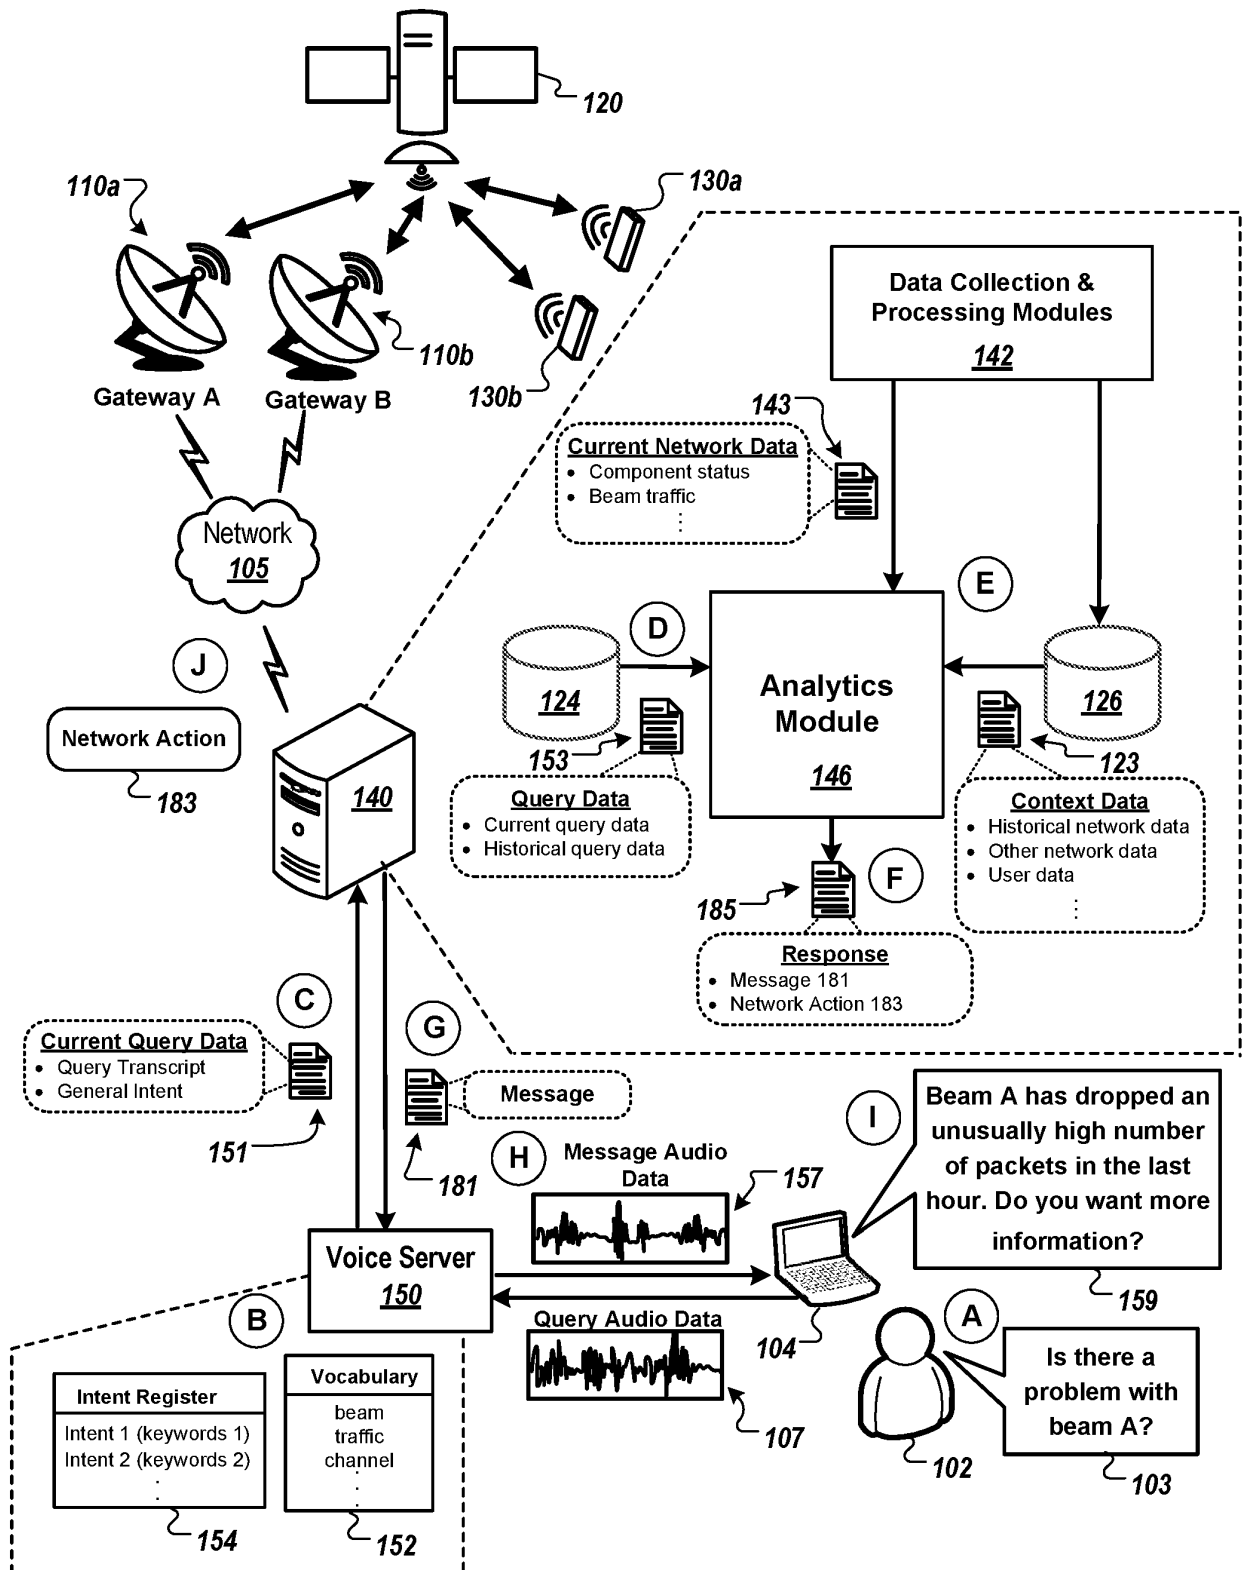 120
110a
130a
110b
130b
Gateway A
Gateway B
Data Collection &
Processing Modules
142
143
Current Network Data
• Component status
• Beam traffic
⋮
Network
105
E
D
J
124
Analytics
Module
146
126
153
123
Network Action
183
140
Query Data
• Current query data
• Historical query data
Context Data
• Historical network data
• Other network data
• User data
⋮
F
185
Response
• Message 181
• Network Action 183
C
G
Current Query Data
• Query Transcript
• General Intent
151
Message
181
I
Beam A has dropped an
unusually high number
of packets in the last
hour. Do you want more
information?
159
H
Message Audio
Data
157
Voice Server
150
B
Query Audio Data
104
107
A
Is there a
problem with
beam A?
102
103
Intent Register
Intent 1 (keywords 1)
Intent 2 (keywords 2)
⋮
154
Vocabulary
beam
traffic
channel
⋮
152